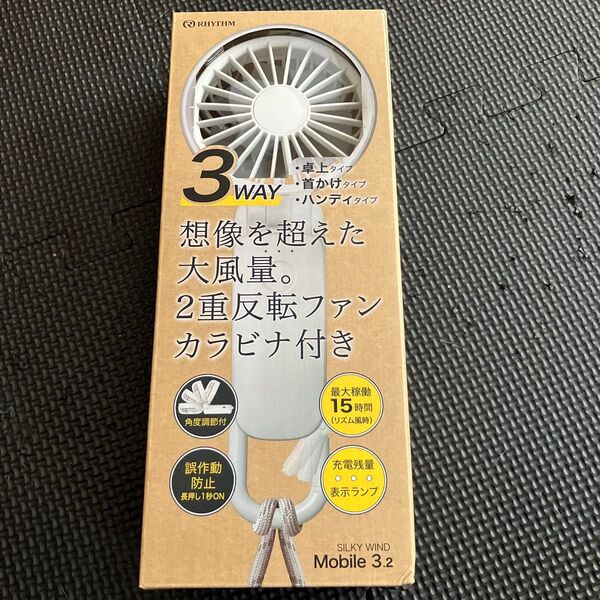 RHYTHM
3WAY
・卓上タイプ
・首かけタイプ
・ハンディタイプ
想像を超えた
大風量。
2重反転ファン
カラビナ付き
角度調節付
最大稼働
15時間
(リズム風時)
誤作動
防止
長押し1秒ON
充電残量
表示ランプ
SILKY WIND
Mobile 3.2